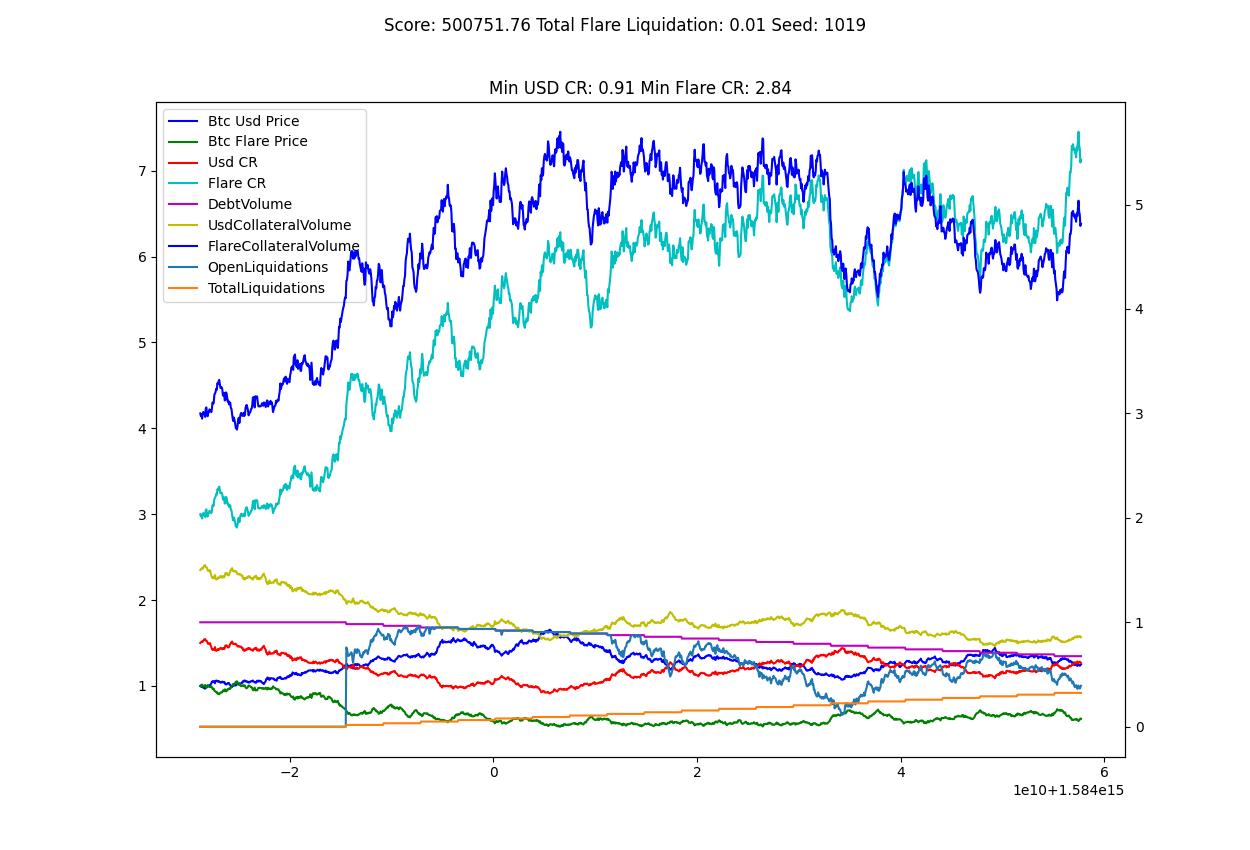 Score: 500751.76 Total Flare Liquidation: 0.01 Seed: 1019
Min USD CR: 0.91 Min Flare CR: 2.84
Btc Usd Price
Btc Flare Price
Usd CR
Flare CR
DebtVolume
UsdCollateralVolume
FlareCollateralVolume
OpenLiquidations
TotalLiquidations
7
6
5
4
3
2
1
5
4
3
2
1
0
−2
0
2
4
6
1e10+1.584e15